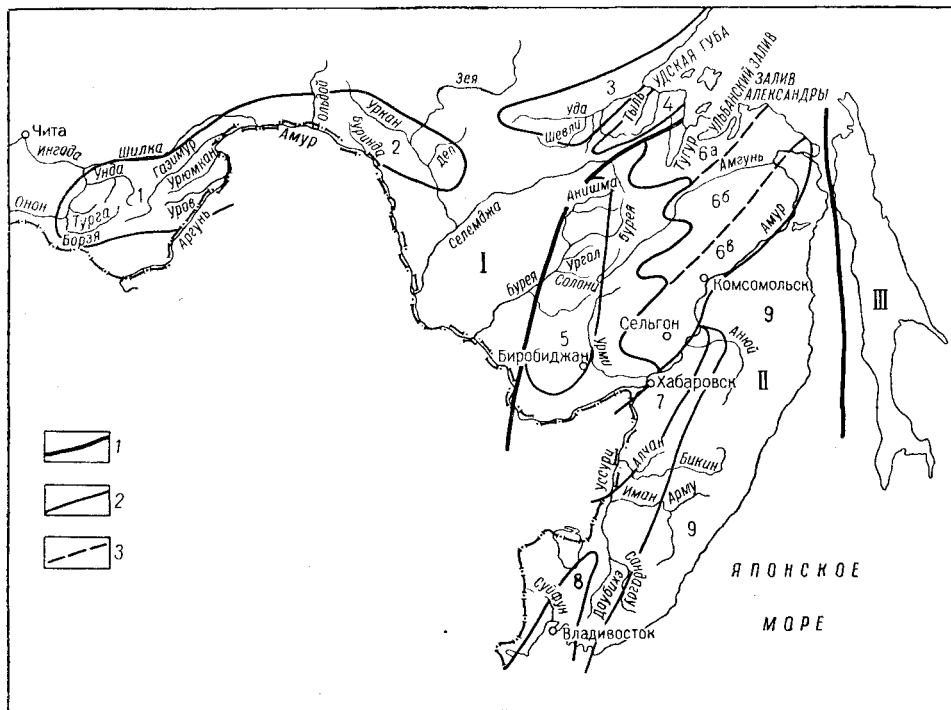 Чита
Ингода
Шилка
Онон
Унда
Турга
Борзя
1
Газимур
Урюмкан
Уров
Аргунь
Амур
Ольдой
Уркан
Буринда
2
Деп
Зея
Селемджа
3
Уда
Шевли
Тыль
4
УДСКАЯ ГУБА
Тугур
УЛЬБАНСКИЙ ЗАЛИВ
ЗАЛИВ
АЛЕКСАНДРЫ
6а
Амгунь
6б
Амур
6в
Анишма
Бурея
Ургал
Солони
Бурея
I
5
Биробиджан
Урми
Сельгон
Комсомольск
9
Анюй
II
III
Хабаровск
7
Уссури
Алчан
Бикин
Иман
Арму
9
Даубихэ
8
Суйфун
Владивосток
ЯПОНСКОЕ
МОРЕ
1
2
3